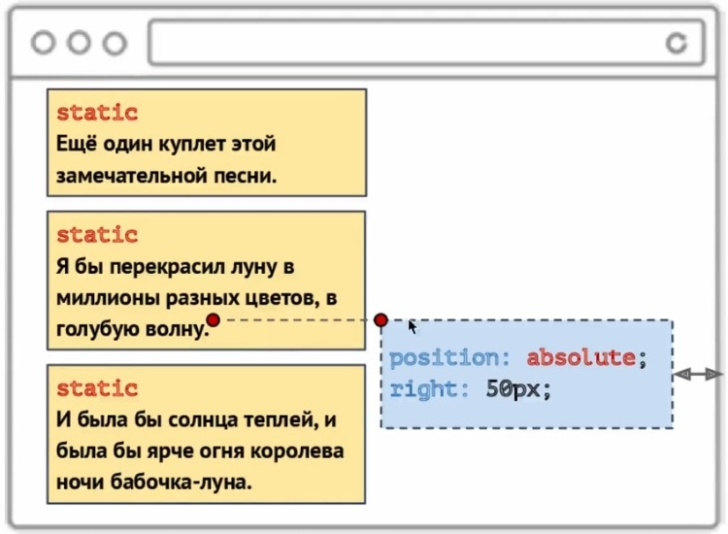 static
Ещё один куплет этой
замечательной песни.
static
Я бы перекрасил луну в
миллионы разных цветов, в
голубую волну.
position: absolute;
right: 50px;
static
И была бы солнца теплей, и
была бы ярче огня королева
ночи бабочка-луна.